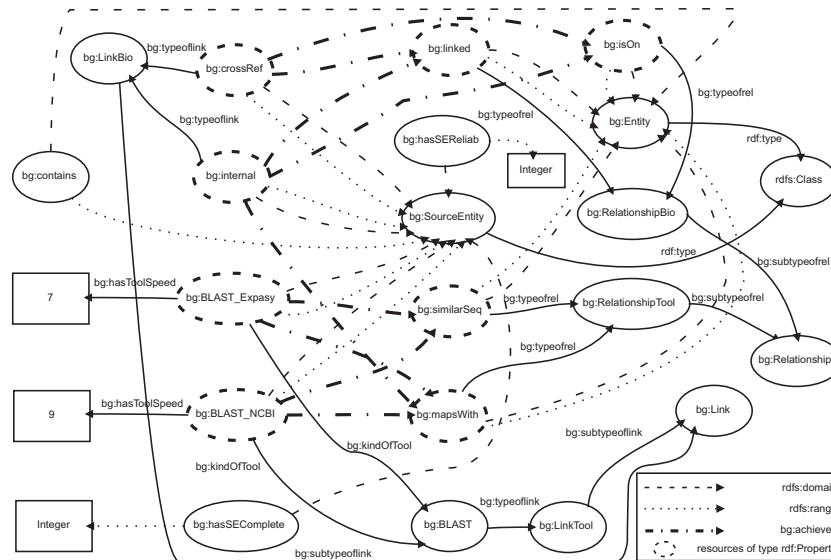 bg:LinkBio
bg:typeoflink
bg:crossRef
bg:linked
bg:isOn
bg:typeoflink
bg:typeofrel
bg:typeofrel
bg:hasSEReliab
bg:Entity
rdf:type
bg:contains
bg:internal
Integer
rdfs:Class
bg:SourceEntity
bg:RelationshipBio
rdf:type
bg:subtypeofrel
7
bg:hasToolSpeed
bg:BLAST_Expasy
bg:similarSeq
bg:typeofrel
bg:RelationshipTool
bg:subtypeofrel
bg:typeofrel
bg:Relationship
9
bg:hasToolSpeed
bg:BLAST_NCBI
bg:mapsWith
bg:Link
bg:kindOfTool
bg:subtypeoflink
bg:kindOfTool
Integer
bg:hasSEComplete
bg:BLAST
bg:typeoflink
bg:LinkTool
bg:subtypeoflink
rdfs:domai
rdfs:rang
bg:achieve
resources of type rdf:Propert